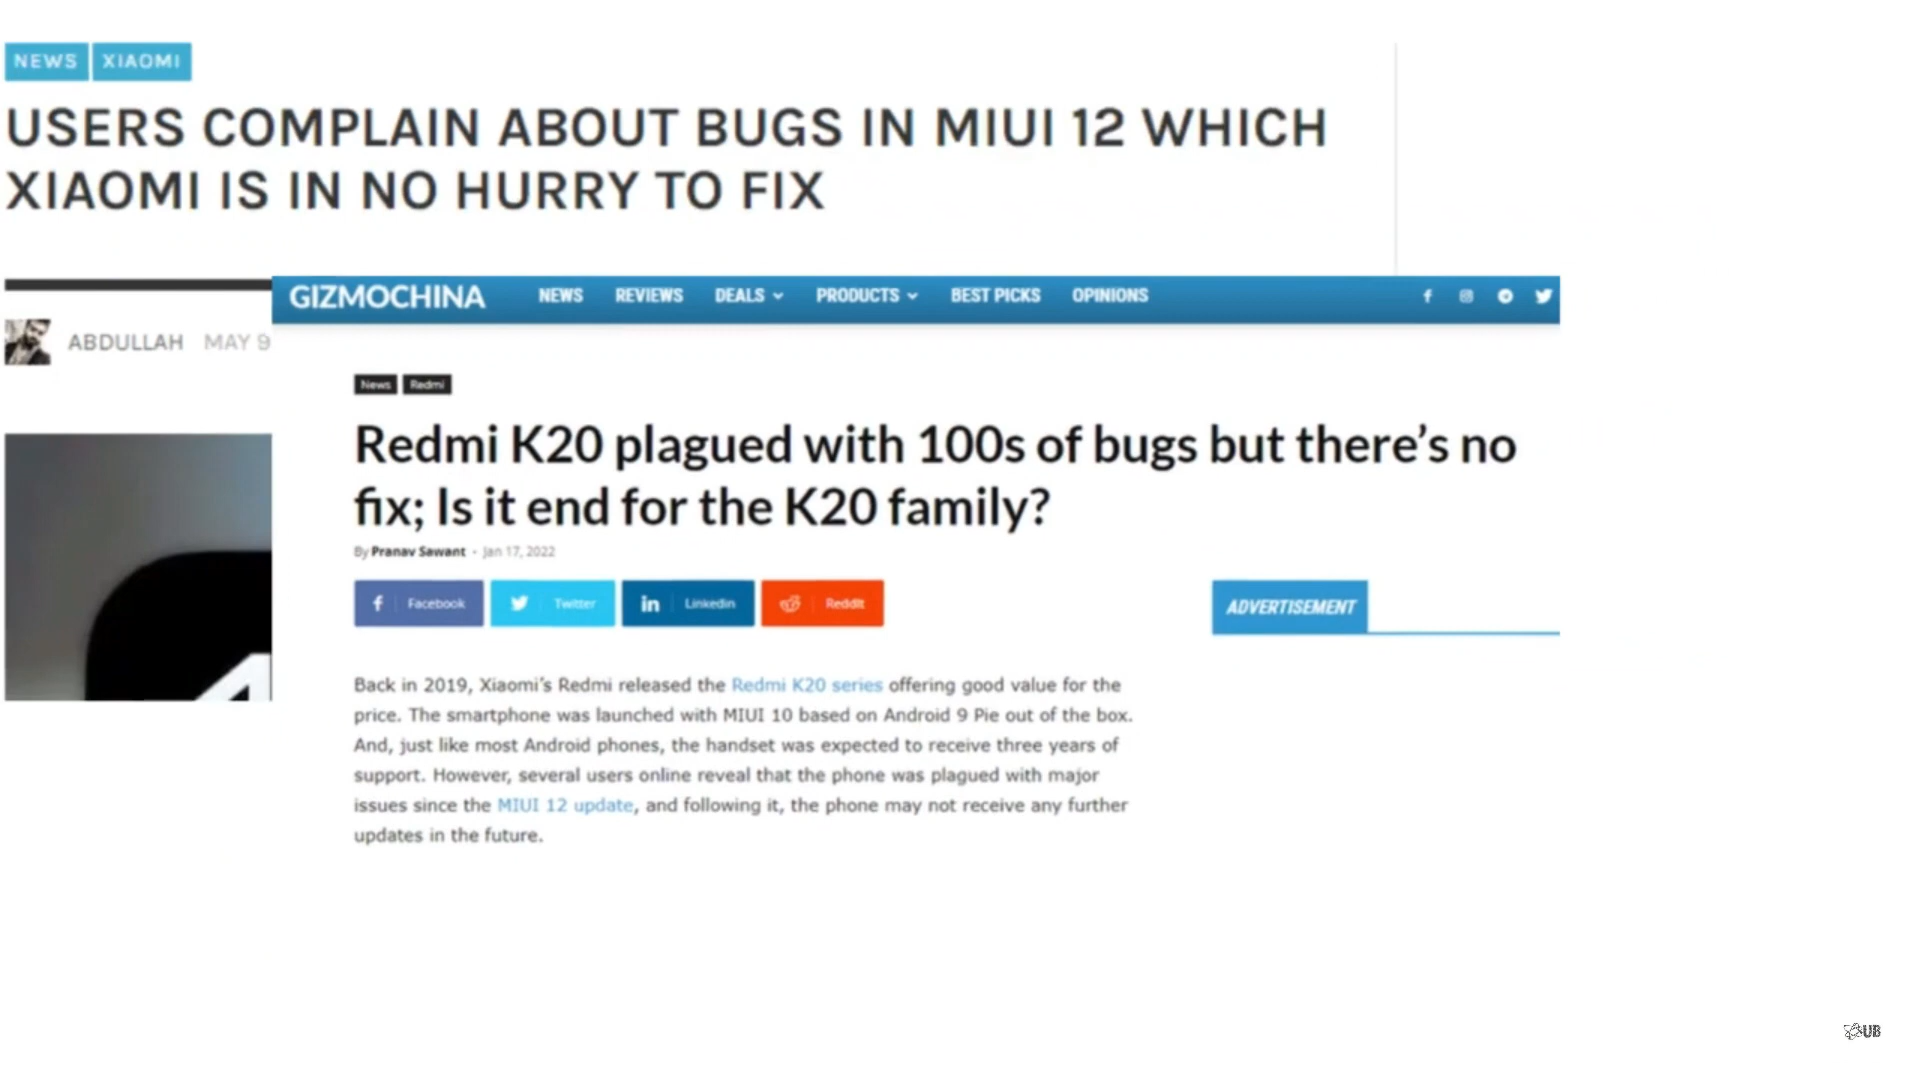 NEWS XIAOMI
USERS COMPLAIN ABOUT BUGS IN MIUI 12 WHICH
XIAOMI IS IN NO HURRY TO FIX
ABDULLAH MAY 9
GIZMOCHINA NEWS REVIEWS DEALS PRODUCTS BEST PICKS OPINIONS
News Redmi
Redmi K20 plagued with 100s of bugs but there's no
fix; Is it end for the K20 family?
By Pranav Sawant - Jan 17, 2022
Facebook Twitter Linkedin ReddIt
ADVERTISEMENT
Back in 2019, Xiaomi's Redmi released the Redmi K20 series offering good value for the
price. The smartphone was launched with MIUI 10 based on Android 9 Pie out of the box.
And, just like most Android phones, the handset was expected to receive three years of
support. However, several users online reveal that the phone was plagued with major
issues since the MIUI 12 update, and following it, the phone may not receive any further
updates in the future.
UB